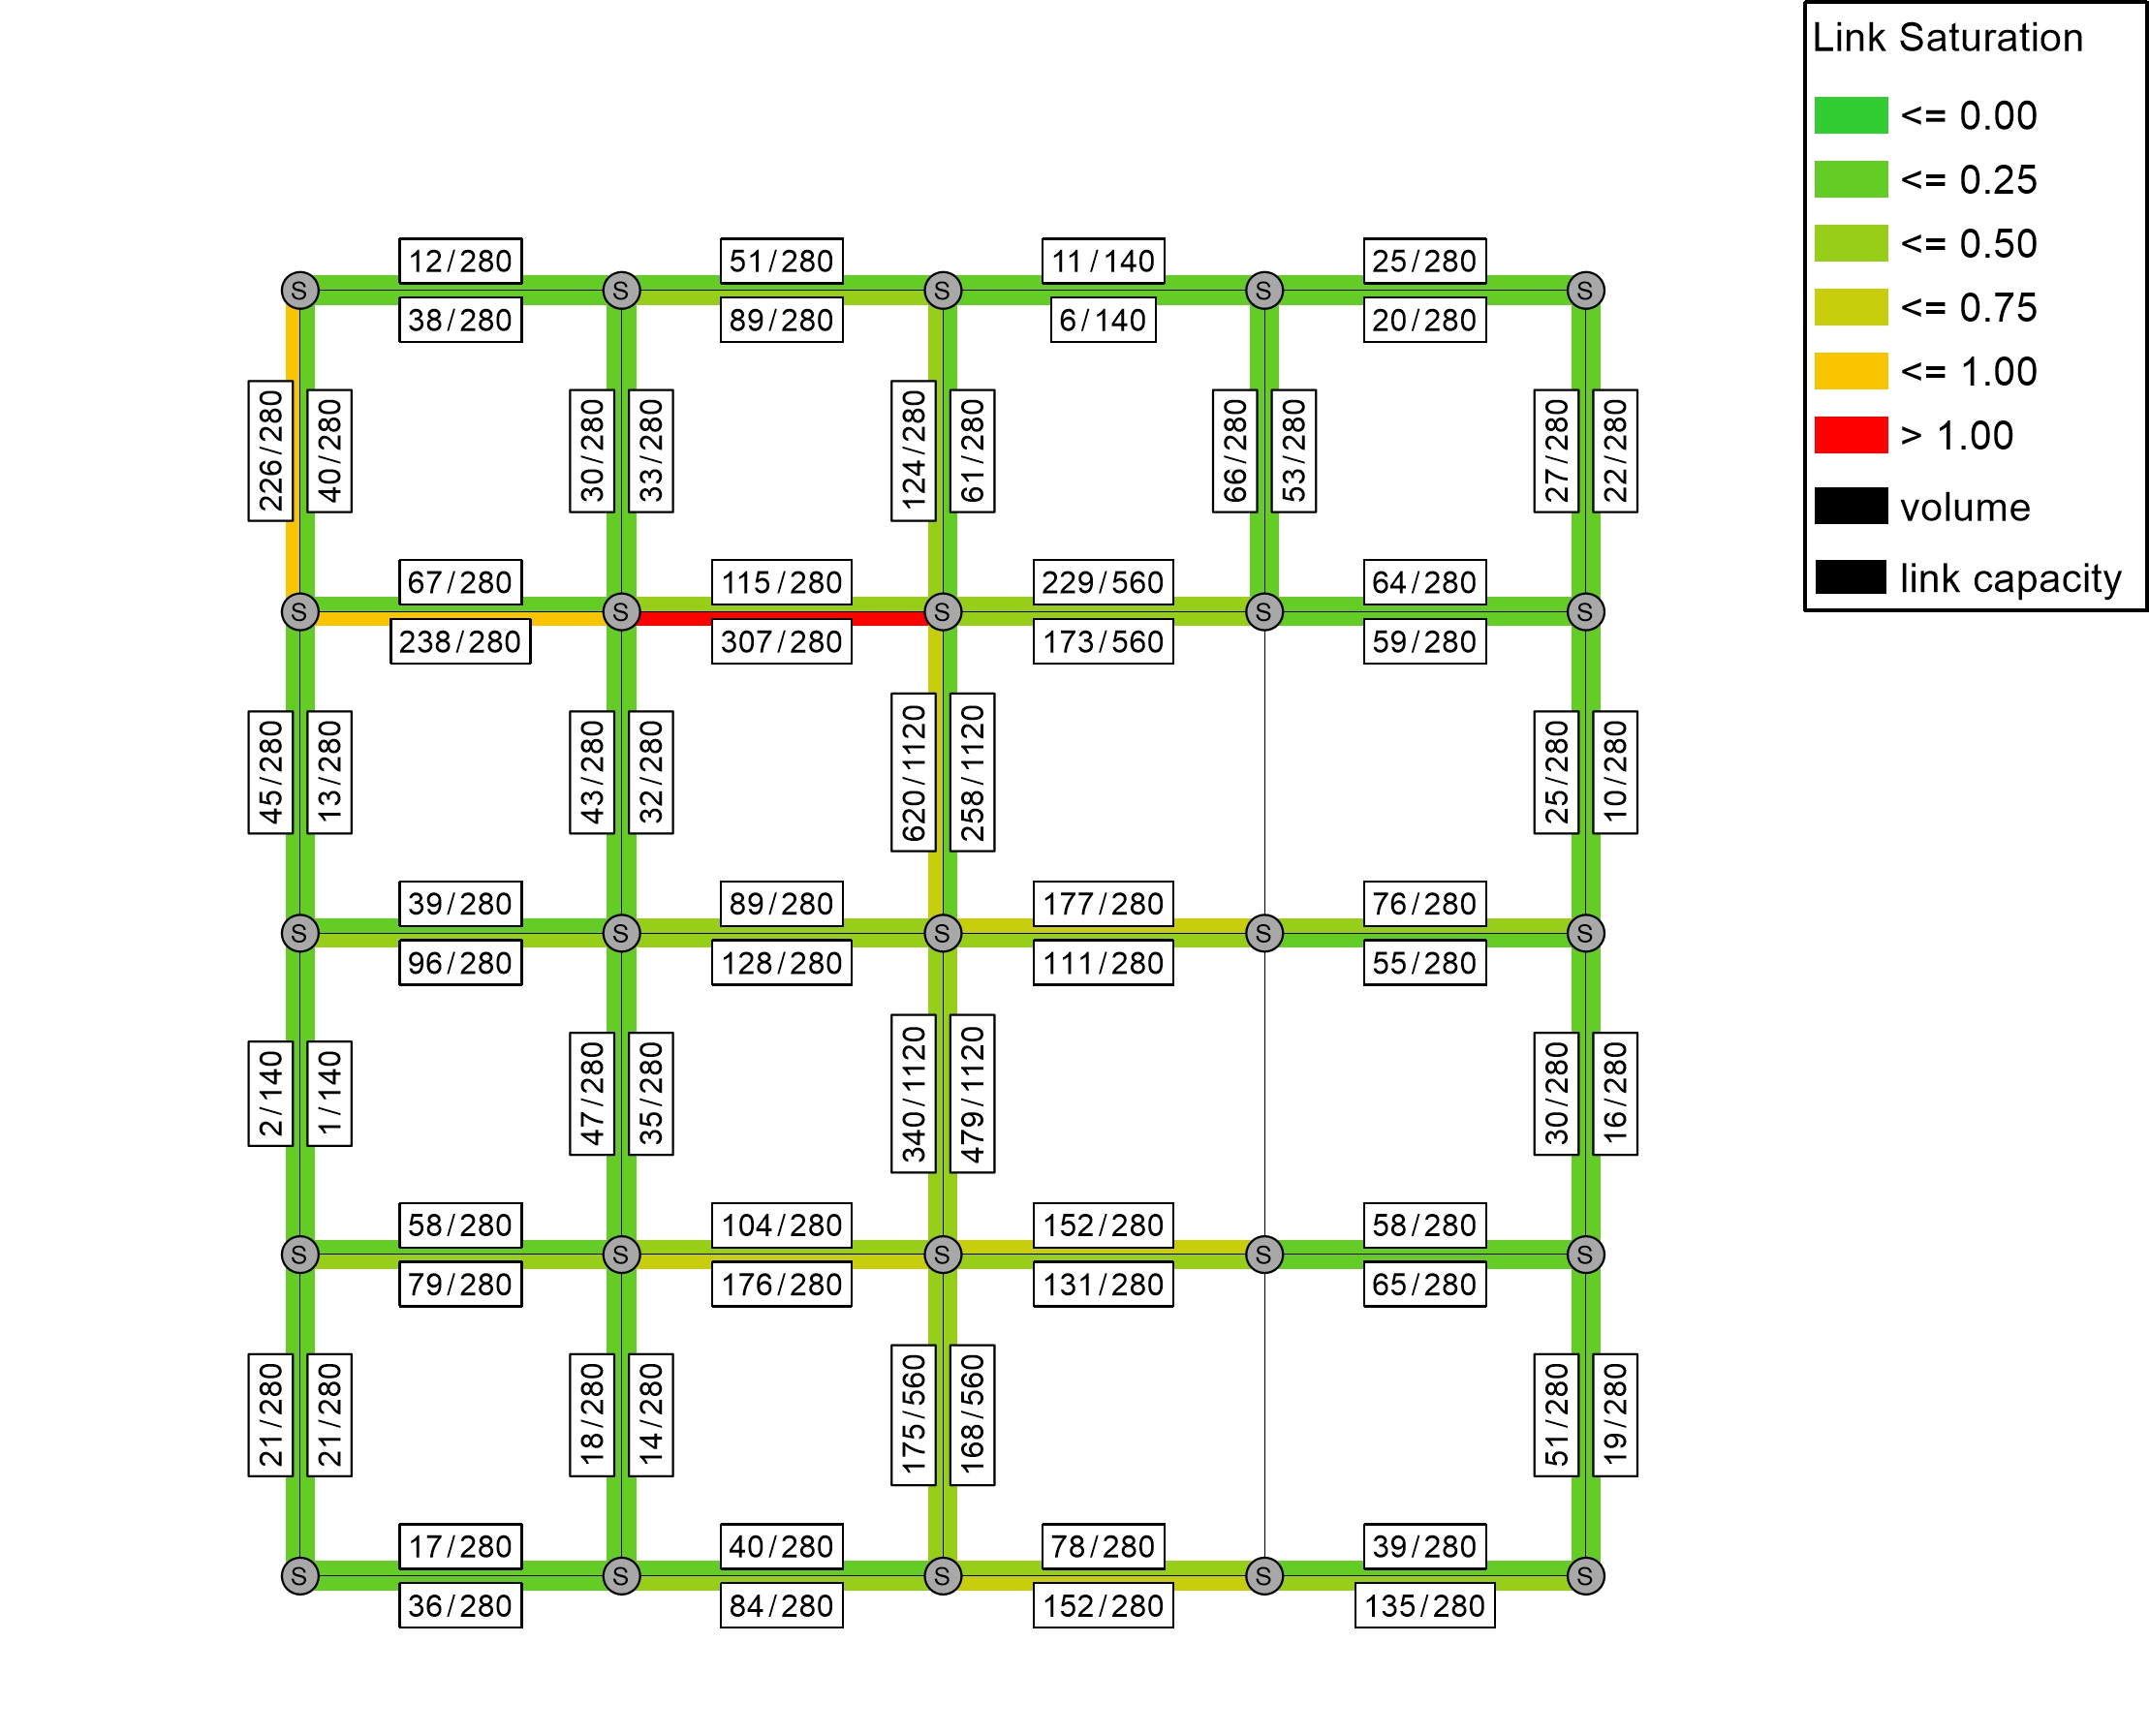 Link Saturation
<= 0.00
<= 0.25
<= 0.50
<= 0.75
<= 1.00
> 1.00
volume
link capacity
12/280 51/280 11/140 25/280
S S S S S
38/280 89/280 6/140 20/280
226/280 40/280 30/280 33/280 124/280 61/280 66/280 53/280 27/280 22/280
67/280 115/280 229/560 64/280
S S S S S
238/280 307/280 173/560 59/280
45/280 13/280 43/280 32/280 620/1120 258/1120 25/280 10/280
39/280 89/280 177/280 76/280
S S S S S
96/280 128/280 111/280 55/280
2/140 1/140 47/280 35/280 340/1120 479/1120 30/280 16/280
58/280 104/280 152/280 58/280
S S S S S
79/280 176/280 131/280 65/280
21/280 21/280 18/280 14/280 175/560 168/560 51/280 19/280
17/280 40/280 78/280 39/280
S S S S S
36/280 84/280 152/280 135/280